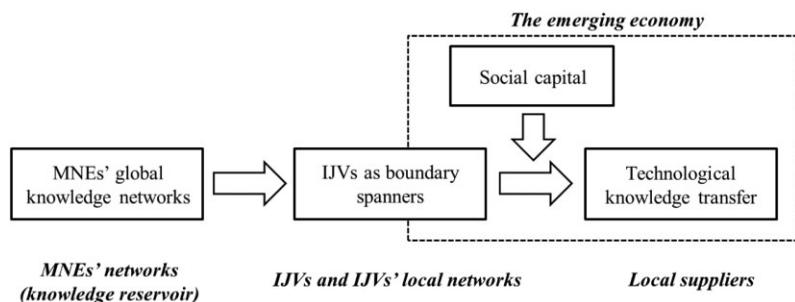 The emerging economy
Social capital
MNEs’ global
knowledge networks
IJVs as boundary
spanners
Technological
knowledge transfer
MNEs’ networks
(knowledge reservoir)
IJVs and IJVs’ local networks
Local suppliers